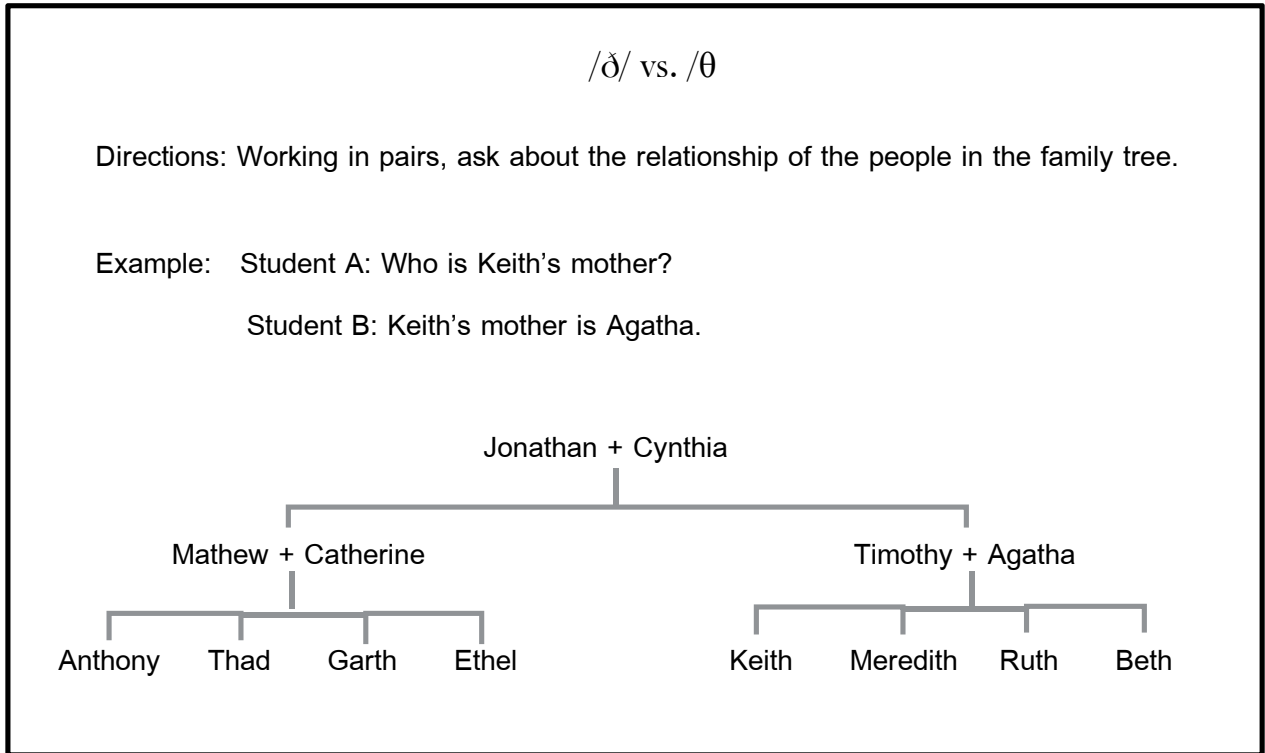 /ð/ vs. /θ
Directions: Working in pairs, ask about the relationship of the people in the family tree.
Example: Student A: Who is Keith’s mother?
Student B: Keith’s mother is Agatha.
Jonathan + Cynthia
Mathew + Catherine Timothy + Agatha
Anthony Thad Garth Ethel Keith Meredith Ruth Beth